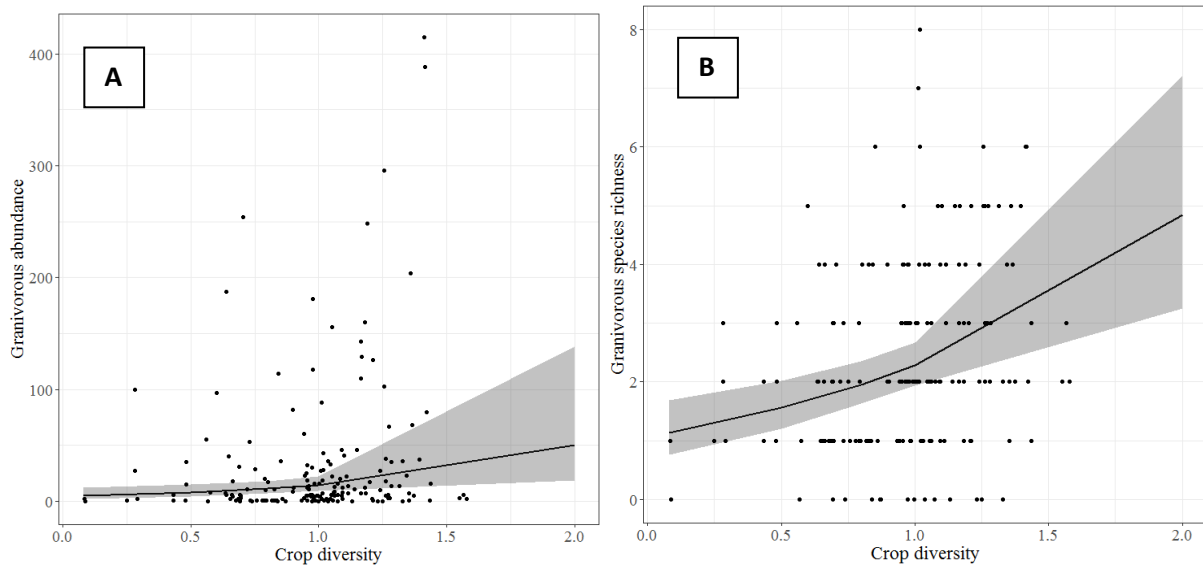 A
Granivorous abundance
400
300
200
100
0
0.0 0.5 1.0 1.5 2.0
Crop diversity
B
Granivorous species richness
8
6
4
2
0
0.0 0.5 1.0 1.5 2.0
Crop diversity